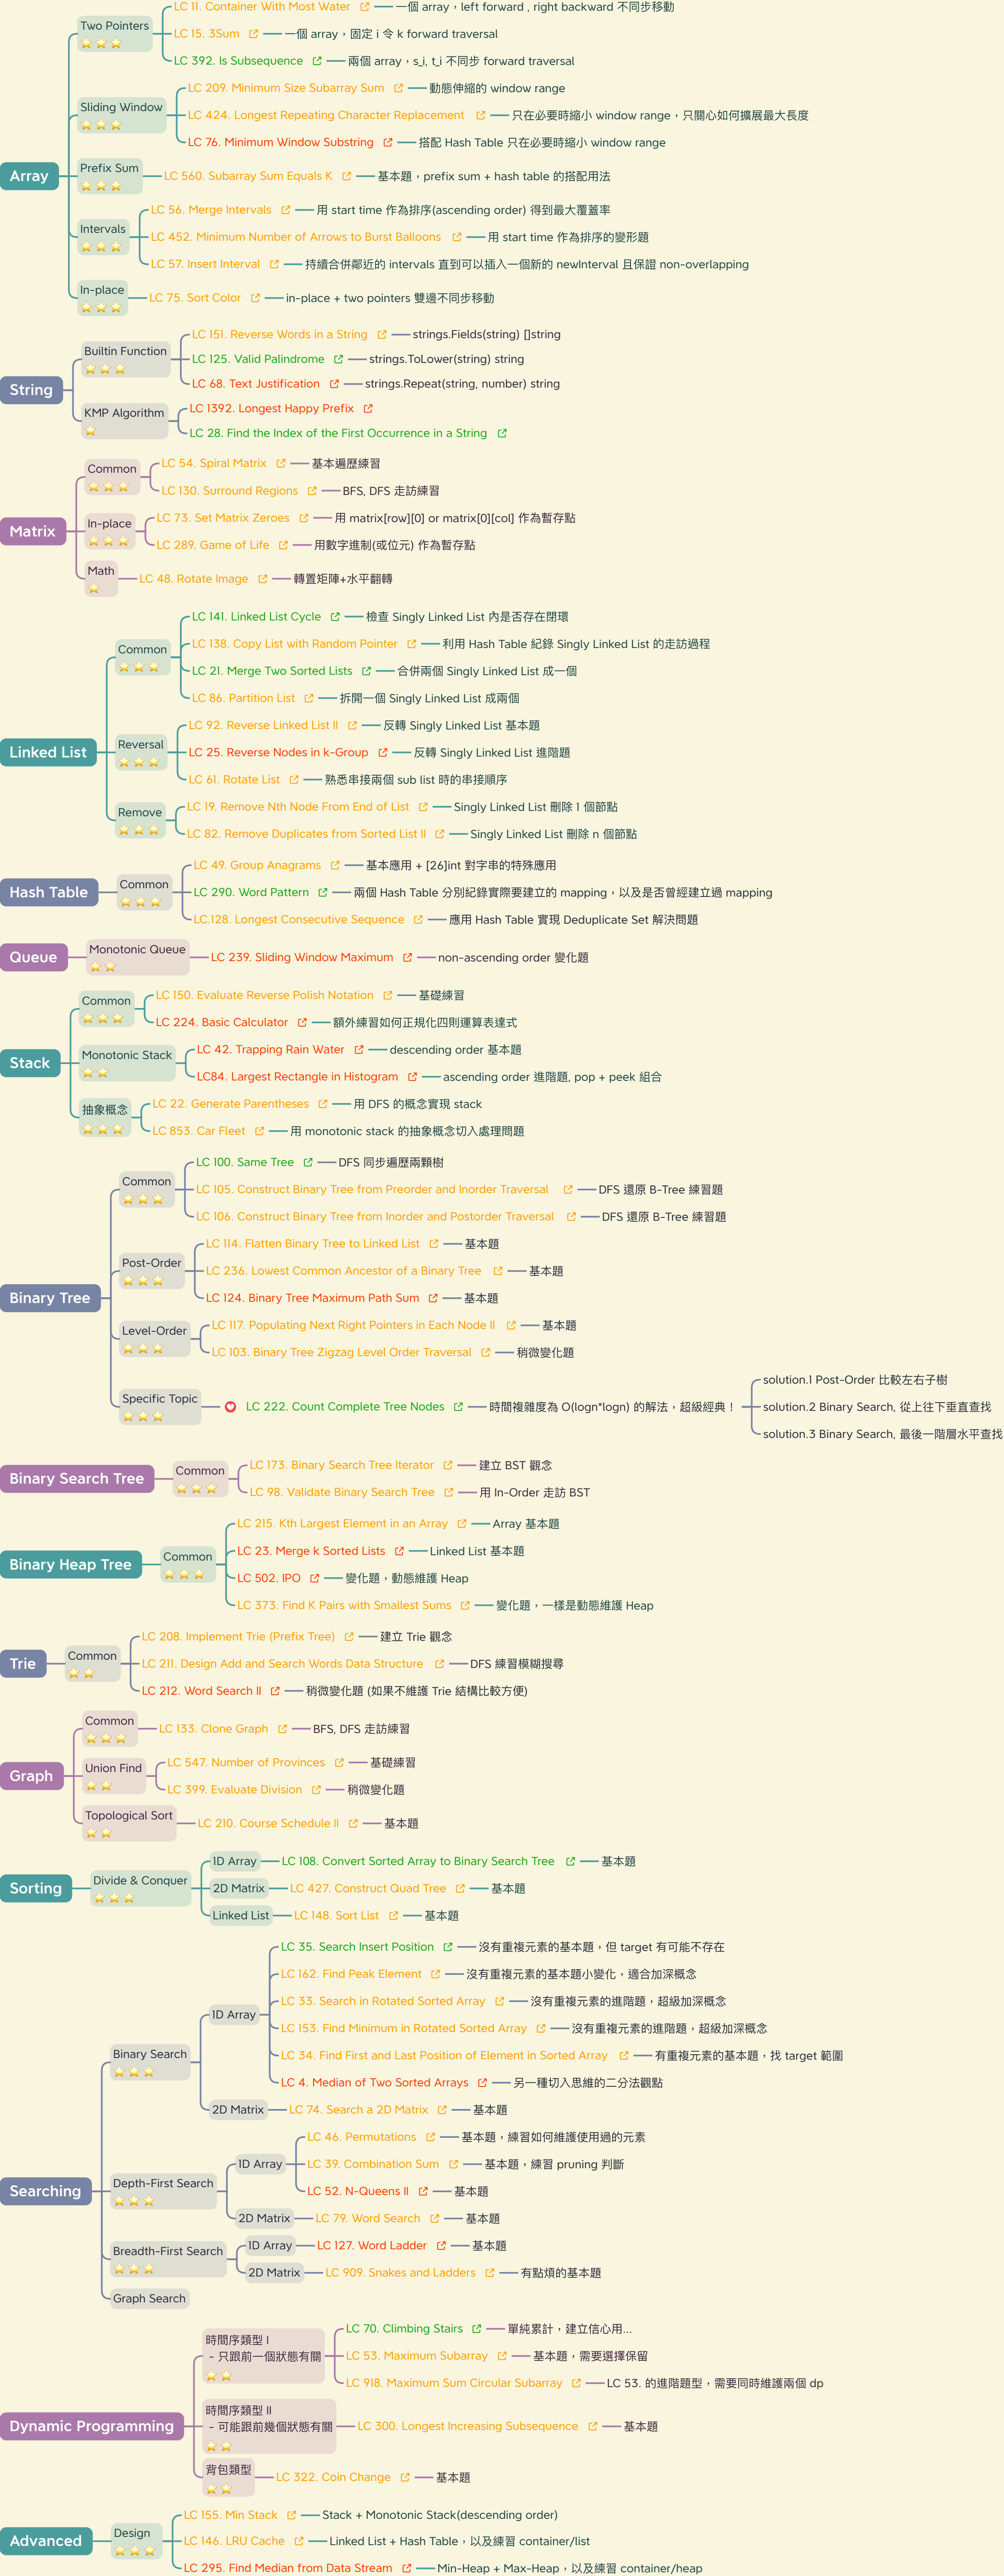 Array
Two Pointers
LC 11. Container With Most Water
一個 array，left forward , right backward 不同步移動
LC 15. 3Sum
一個 array，固定 i 令 k forward traversal
LC 392. Is Subsequence
兩個 array，s_i, t_i 不同步 forward traversal
Sliding Window
LC 209. Minimum Size Subarray Sum
動態伸縮的 window range
LC 424. Longest Repeating Character Replacement
只在必要時縮小 window range，只關心如何擴展最大長度
LC 76. Minimum Window Substring
搭配 Hash Table 只在必要時縮小 window range
Prefix Sum
LC 560. Subarray Sum Equals K
基本題，prefix sum + hash table 的搭配用法
Intervals
LC 56. Merge Intervals
用 start time 作為排序(ascending order) 得到最大覆蓋率
LC 452. Minimum Number of Arrows to Burst Balloons
用 start time 作為排序的變形題
LC 57. Insert Interval
持續合併鄰近的 intervals 直到可以插入一個新的 newInterval 且保證 non-overlapping
In-place
LC 75. Sort Color
in-place + two pointers 雙邊不同步移動
String
Builtin Function
LC 151. Reverse Words in a String
strings.Fields(string) []string
LC 125. Valid Palindrome
strings.ToLower(string) string
LC 68. Text Justification
strings.Repeat(string, number) string
KMP Algorithm
LC 1392. Longest Happy Prefix
LC 28. Find the Index of the First Occurrence in a String
Matrix
Common
LC 54. Spiral Matrix
基本遍歷練習
LC 130. Surround Regions
BFS, DFS 走訪練習
In-place
LC 73. Set Matrix Zeroes
用 matrix[row][0] or matrix[0][col] 作為暫存點
LC 289. Game of Life
用數字進制(或位元) 作為暫存點
Math
LC 48. Rotate Image
轉置矩陣+水平翻轉
Linked List
Common
LC 141. Linked List Cycle
檢查 Singly Linked List 內是否存在閉環
LC 138. Copy List with Random Pointer
利用 Hash Table 紀錄 Singly Linked List 的走訪過程
LC 21. Merge Two Sorted Lists
合併兩個 Singly Linked List 成一個
LC 86. Partition List
拆開一個 Singly Linked List 成兩個
Reversal
LC 92. Reverse Linked List II
反轉 Singly Linked List 基本題
LC 25. Reverse Nodes in k-Group
反轉 Singly Linked List 進階題
LC 61. Rotate List
熟悉串接兩個 sub list 時的串接順序
Remove
LC 19. Remove Nth Node From End of List
Singly Linked List 刪除 1 個節點
LC 82. Remove Duplicates from Sorted List II
Singly Linked List 刪除 n 個節點
Hash Table
Common
LC 49. Group Anagrams
基本應用 + [26]int 對字串的特殊應用
LC 290. Word Pattern
兩個 Hash Table 分別紀錄實際要建立的 mapping，以及是否曾經建立過 mapping
LC.128. Longest Consecutive Sequence
應用 Hash Table 實現 Deduplicate Set 解決問題
Queue
Monotonic Queue
LC 239. Sliding Window Maximum
non-ascending order 變化題
Stack
Common
LC 150. Evaluate Reverse Polish Notation
基礎練習
LC 224. Basic Calculator
額外練習如何正規化四則運算表達式
Monotonic Stack
LC 42. Trapping Rain Water
descending order 基本題
LC84. Largest Rectangle in Histogram
ascending order 進階題, pop + peek 組合
抽象概念
LC 22. Generate Parentheses
用 DFS 的概念實現 stack
LC 853. Car Fleet
用 monotonic stack 的抽象概念切入處理問題
Binary Tree
Common
LC 100. Same Tree
DFS 同步遍歷兩顆樹
LC 105. Construct Binary Tree from Preorder and Inorder Traversal
DFS 還原 B-Tree 練習題
LC 106. Construct Binary Tree from Inorder and Postorder Traversal
DFS 還原 B-Tree 練習題
Post-Order
LC 114. Flatten Binary Tree to Linked List
基本題
LC 236. Lowest Common Ancestor of a Binary Tree
基本題
LC 124. Binary Tree Maximum Path Sum
基本題
Level-Order
LC 117. Populating Next Right Pointers in Each Node II
基本題
LC 103. Binary Tree Zigzag Level Order Traversal
稍微變化題
Specific Topic
LC 222. Count Complete Tree Nodes
時間複雜度為 O(logn*logn) 的解法，超級經典！
solution.1 Post-Order 比較左右子樹
solution.2 Binary Search, 從上往下垂直查找
solution.3 Binary Search, 最後一階層水平查找
Binary Search Tree
Common
LC 173. Binary Search Tree Iterator
建立 BST 觀念
LC 98. Validate Binary Search Tree
用 In-Order 走訪 BST
Binary Heap Tree
Common
LC 215. Kth Largest Element in an Array
Array 基本題
LC 23. Merge k Sorted Lists
Linked List 基本題
LC 502. IPO
變化題，動態維護 Heap
LC 373. Find K Pairs with Smallest Sums
變化題，一樣是動態維護 Heap
Trie
Common
LC 208. Implement Trie (Prefix Tree)
建立 Trie 觀念
LC 211. Design Add and Search Words Data Structure
DFS 練習模糊搜尋
LC 212. Word Search II
稍微變化題 (如果不維護 Trie 結構比較方便)
Graph
Common
LC 133. Clone Graph
BFS, DFS 走訪練習
Union Find
LC 547. Number of Provinces
基礎練習
LC 399. Evaluate Division
稍微變化題
Topological Sort
LC 210. Course Schedule II
基本題
Sorting
Divide & Conquer
1D Array
LC 108. Convert Sorted Array to Binary Search Tree
基本題
2D Matrix
LC 427. Construct Quad Tree
基本題
Linked List
LC 148. Sort List
基本題
Searching
Binary Search
1D Array
LC 35. Search Insert Position
沒有重複元素的基本題，但 target 有可能不存在
LC 162. Find Peak Element
沒有重複元素的基本題小變化，適合加深概念
LC 33. Search in Rotated Sorted Array
沒有重複元素的進階題，超級加深概念
LC 153. Find Minimum in Rotated Sorted Array
沒有重複元素的進階題，超級加深概念
LC 34. Find First and Last Position of Element in Sorted Array
有重複元素的基本題，找 target 範圍
LC 4. Median of Two Sorted Arrays
另一種切入思維的二分法觀點
2D Matrix
LC 74. Search a 2D Matrix
基本題
Depth-First Search
1D Array
LC 46. Permutations
基本題，練習如何維護使用過的元素
LC 39. Combination Sum
基本題，練習 pruning 判斷
LC 52. N-Queens II
基本題
2D Matrix
LC 79. Word Search
基本題
Breadth-First Search
1D Array
LC 127. Word Ladder
基本題
2D Matrix
LC 909. Snakes and Ladders
有點煩的基本題
Graph Search
Dynamic Programming
時間序類型 I
- 只跟前一個狀態有關
LC 70. Climbing Stairs
單純累計，建立信心用...
LC 53. Maximum Subarray
基本題，需要選擇保留
LC 918. Maximum Sum Circular Subarray
LC 53. 的進階題型，需要同時維護兩個 dp
時間序類型 II
- 可能跟前幾個狀態有關
LC 300. Longest Increasing Subsequence
基本題
背包類型
LC 322. Coin Change
基本題
Advanced
Design
LC 155. Min Stack
Stack + Monotonic Stack(descending order)
LC 146. LRU Cache
Linked List + Hash Table，以及練習 container/list
LC 295. Find Median from Data Stream
Min-Heap + Max-Heap，以及練習 container/heap